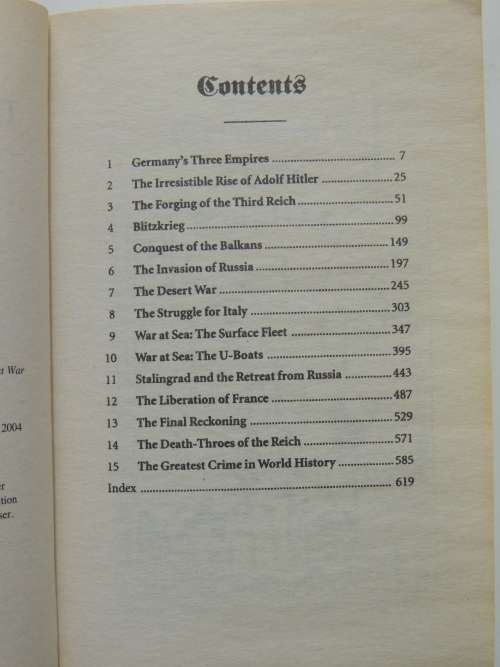 Contents
1 Germany's Three Empires ........................................ 7
2 The Irresistible Rise of Adolf Hitler ........................ 25
3 The Forging of the Third Reich ............................... 51
4 Blitzkrieg .................................................................... 99
5 Conquest of the Balkans ......................................... 149
6 The Invasion of Russia ............................................ 197
7 The Desert War ........................................................ 245
8 The Struggle for Italy .............................................. 303
9 War at Sea: The Surface Fleet ................................. 347
10 War at Sea: The U-Boats ......................................... 395
11 Stalingrad and the Retreat from Russia ............... 443
12 The Liberation of France ........................................ 487
13 The Final Reckoning ............................................... 529
14 The Death-Throes of the Reich .............................. 571
15 The Greatest Crime in World History .................. 585
Index .................................................................................. 619
War
2004